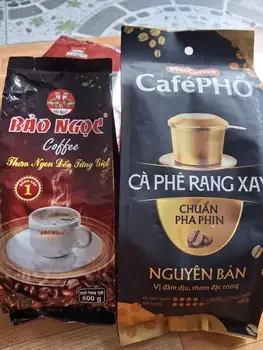 BẢO NGỌC
Coffee
Thơm Ngon Đến Từng Giọt
1
500 g
MacCoffee
CaféPHỐ
CÀ PHÊ RANG XAY
CHUẨN
PHA PHIN
NGUYÊN BẢN
Vị đậm dịu, thơm đặc trưng